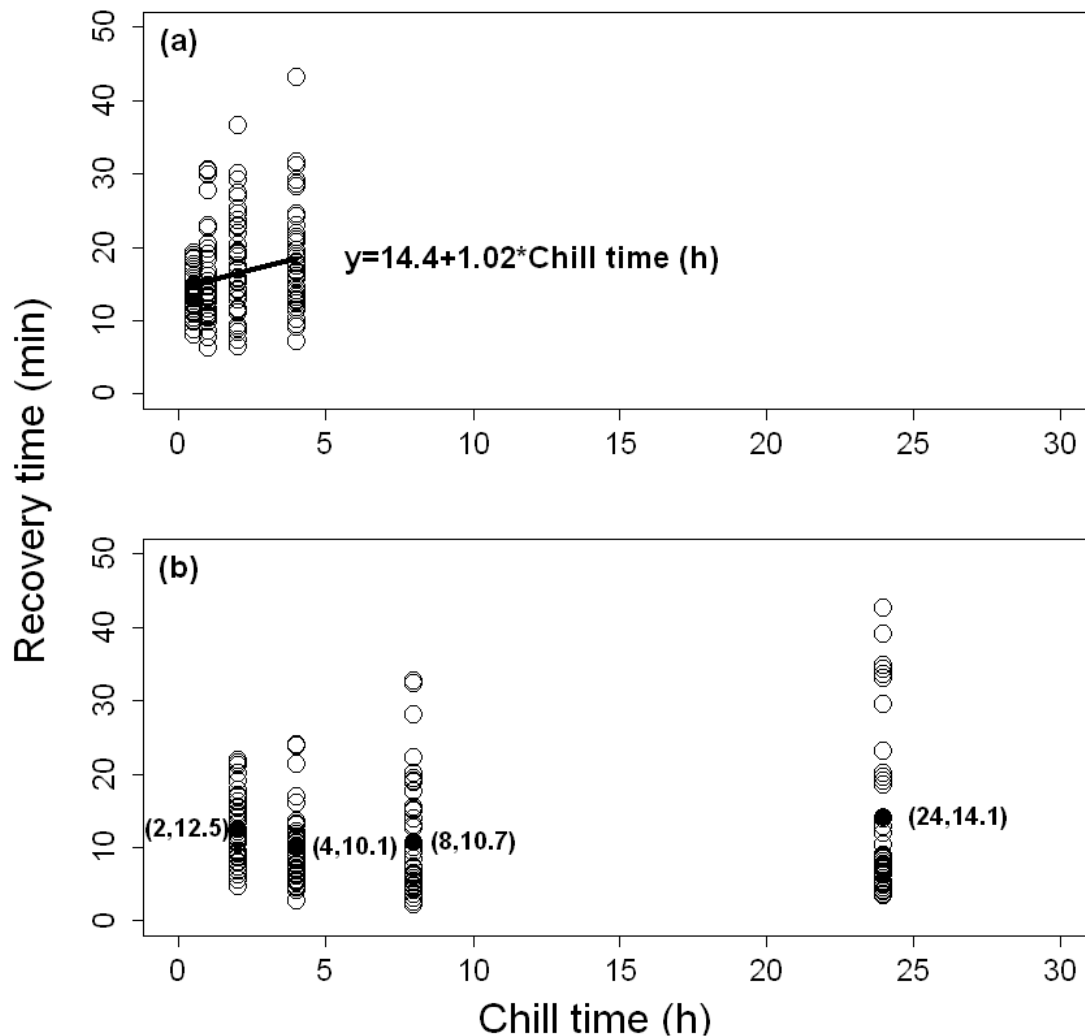 (a)
50
40
30
20
10
0
y=14.4+1.02*Chill time (h)
0 5 10 15 20 25 30
Recovery time (min)
(b)
50
40
30
20
10
0
(2,12.5) (4,10.1) (8,10.7) (24,14.1)
0 5 10 15 20 25 30
Chill time (h)